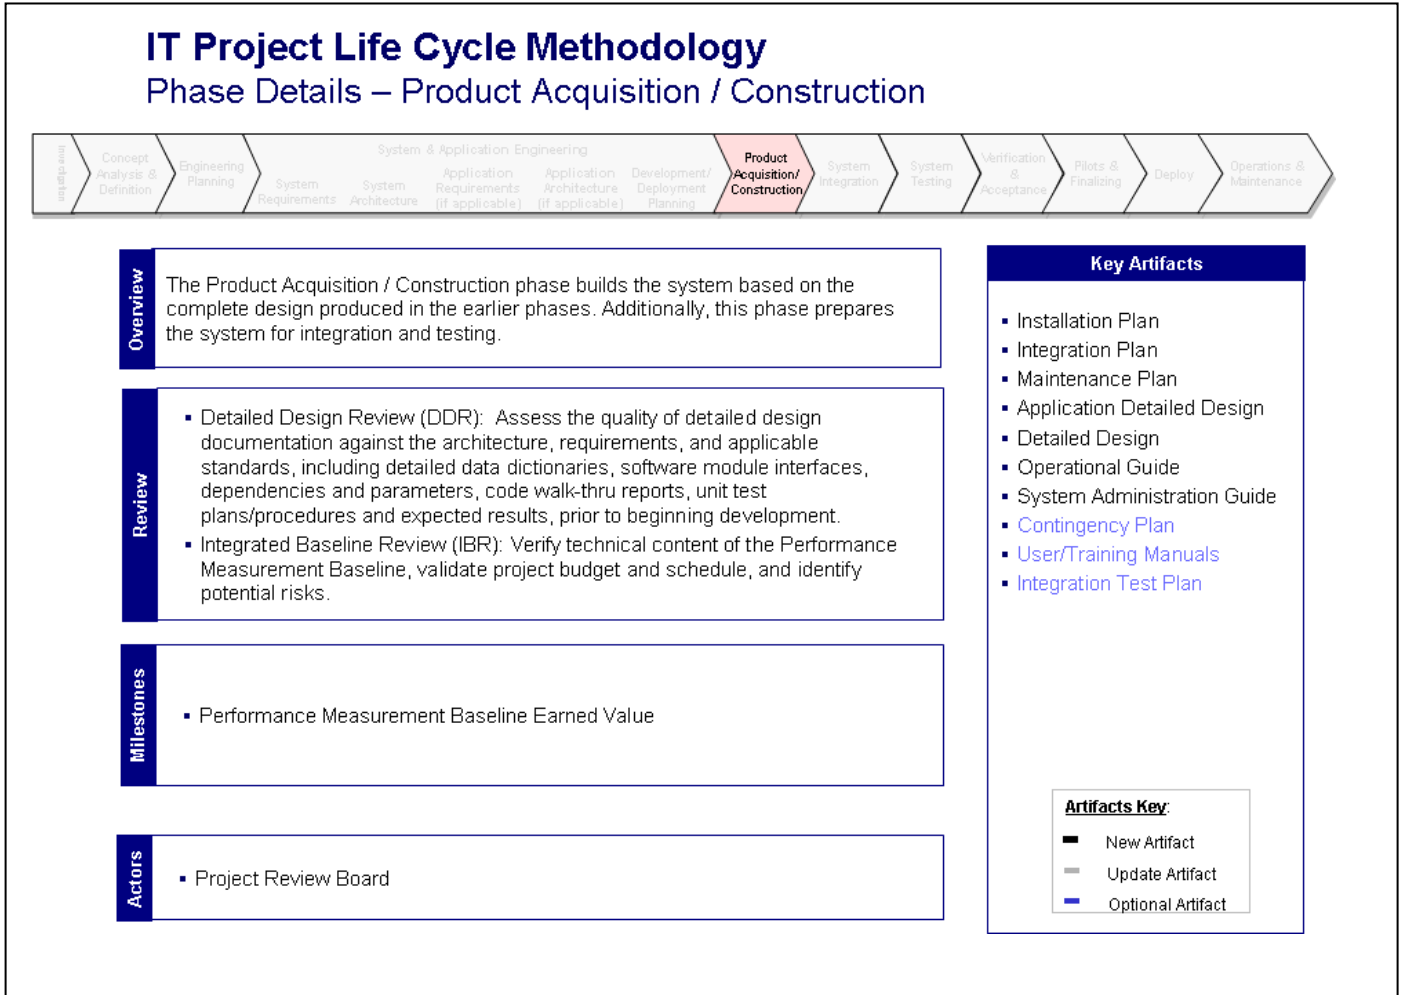 IT Project Life Cycle Methodology
Phase Details – Product Acquisition / Construction
Investigation
Concept
Analysis &
Definition
Engineering
Planning
System & Application Engineering
System
Requirements
System
Architecture
Application
Requirements
(if applicable)
Application
Architecture
(if applicable)
Development/
Deployment
Planning
Product
Acquisition/
Construction
System
Integration
System
Testing
Verification
&
Acceptance
Pilots &
Finalizing
Deploy
Operations &
Maintenance
Overview
The Product Acquisition / Construction phase builds the system based on the
complete design produced in the earlier phases. Additionally, this phase prepares
the system for integration and testing.
Review
▪ Detailed Design Review (DDR):  Assess the quality of detailed design
documentation against the architecture, requirements, and applicable
standards, including detailed data dictionaries, software module interfaces,
dependencies and parameters, code walk-thru reports, unit test
plans/procedures and expected results, prior to beginning development.
▪ Integrated Baseline Review (IBR): Verify technical content of the Performance
Measurement Baseline, validate project budget and schedule, and identify
potential risks.
Milestones
▪ Performance Measurement Baseline Earned Value
Actors
▪ Project Review Board
Key Artifacts
▪ Installation Plan
▪ Integration Plan
▪ Maintenance Plan
▪ Application Detailed Design
▪ Detailed Design
▪ Operational Guide
▪ System Administration Guide
▪ Contingency Plan
▪ User/Training Manuals
▪ Integration Test Plan
Artifacts Key:
New Artifact
Update Artifact
Optional Artifact